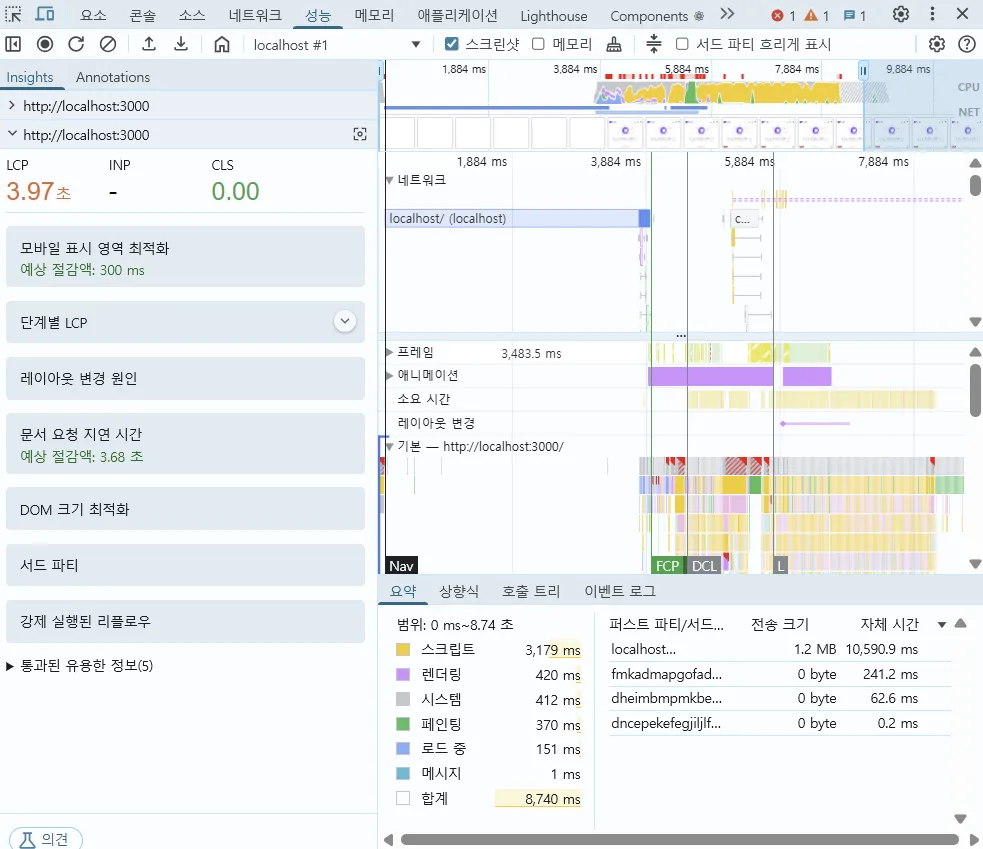 요소 콘솔 소스 네트워크 성능 메모리 애플리케이션 Lighthouse Components 1 1 1
localhost #1 스크린샷 메모리 서드 파티 흐리게 표시
Insights Annotations
http://localhost:3000
http://localhost:3000
LCP INP CLS
3.97초 - 0.00
모바일 표시 영역 최적화
예상 절감액: 300 ms
단계별 LCP
레이아웃 변경 원인
문서 요청 지연 시간
예상 절감액: 3.68 초
DOM 크기 최적화
서드 파티
강제 실행된 리플로우
통과된 유용한 정보(5)
의견
1,884 ms 3,884 ms 5,884 ms 7,884 ms 9,884 ms
CPU
NET
1,884 ms 3,884 ms 5,884 ms 7,884 ms
네트워크
localhost/ (localhost) c...
프레임 3,483.5 ms
애니메이션
소요 시간
레이아웃 변경
기본 — http://localhost:3000/
Nav FCP DCL L
요약 상향식 호출 트리 이벤트 로그
범위: 0 ms~8.74 초
스크립트 3,179 ms
렌더링 420 ms
시스템 412 ms
페인팅 370 ms
로드 중 151 ms
메시지 1 ms
합계 8,740 ms
퍼스트 파티/서드... 전송 크기 자체 시간
localhost... 1.2 MB 10,590.9 ms
fmkadmapgofad... 0 byte 241.2 ms
dheimbmpmkbe... 0 byte 62.6 ms
dncepekefegjiljlf... 0 byte 0.2 ms